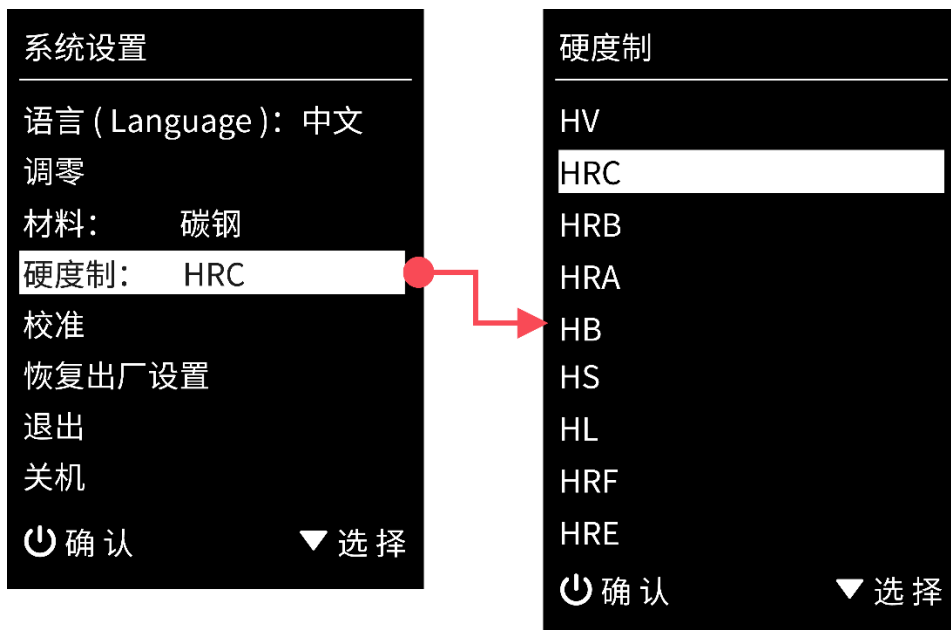 系统设置
语言 ( Language )：中文
调零
材料： 碳钢
硬度制： HRC
校准
恢复出厂设置
退出
关机
确 认 选 择
硬度制
HV
HRC
HRB
HRA
HB
HS
HL
HRF
HRE
确 认 选 择